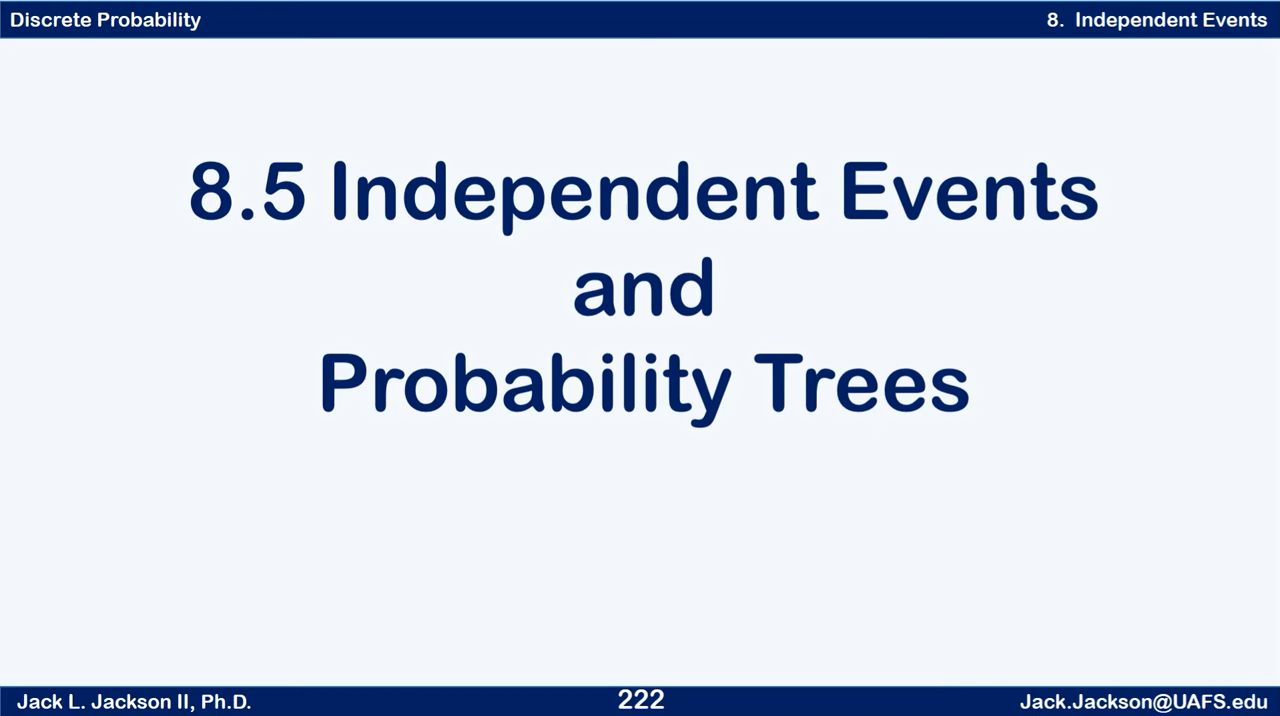 Discrete Probability
8. Independent Events
8.5 Independent Events
and
Probability Trees
Jack L. Jackson II, Ph.D.
222
Jack.Jackson@UAFS.edu